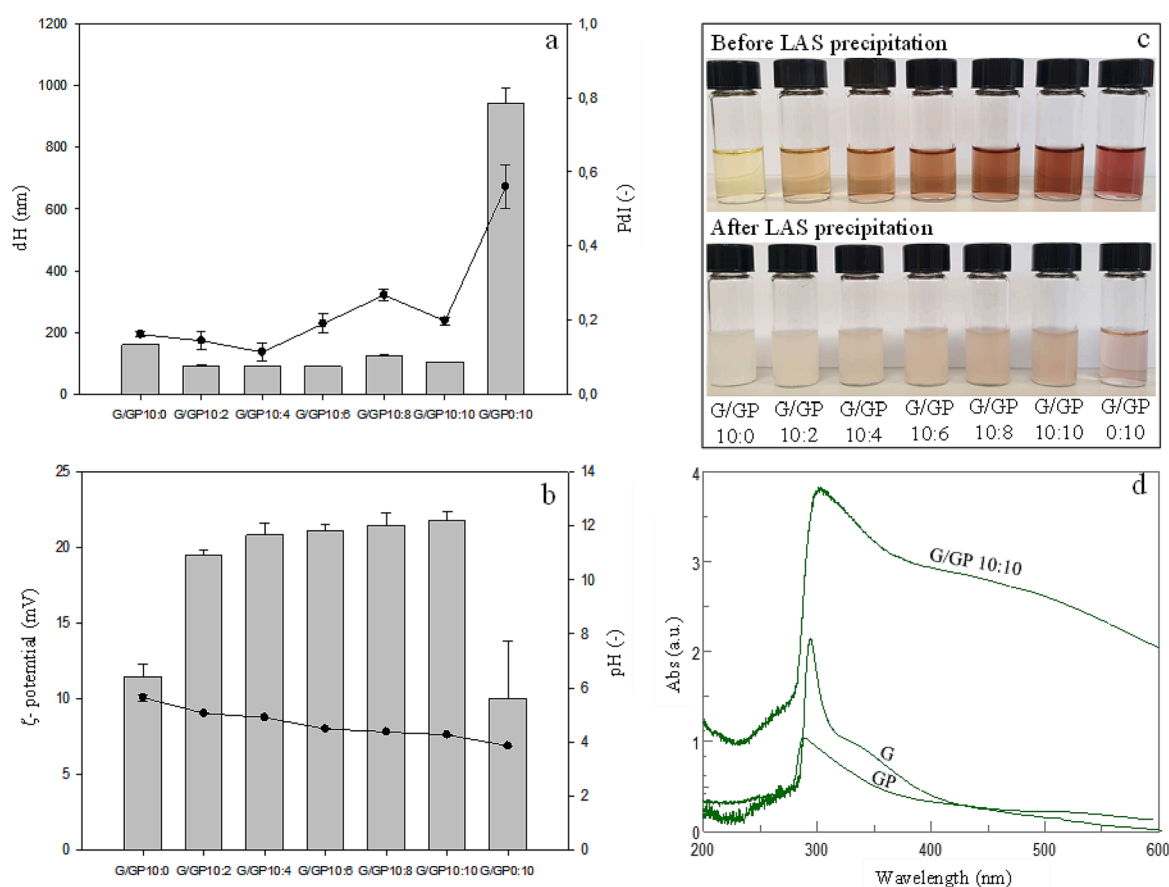 a
1200
1000
800
600
400
200
0
dH (nm)
1,0
0,8
0,6
0,4
0,2
0,0
PdI (-)
G/GP10:0 G/GP10:2 G/GP10:4 G/GP10:6 G/GP10:8 G/GP10:10 G/GP0:10
c
Before LAS precipitation
After LAS precipitation
G/GP G/GP G/GP G/GP G/GP G/GP G/GP
10:0 10:2 10:4 10:6 10:8 10:10 0:10
b
25
20
15
10
5
0
ζ- potemtial (mV)
14
12
10
8
6
4
2
0
pH (-)
G/GP10:0 G/GP10:2 G/GP10:4 G/GP10:6 G/GP10:8 G/GP10:10 G/GP0:10
d
4
3
2
1
0
Abs (a.u.)
G/GP 10:10
G
GP
200 300 400 500 600
Wavelength (nm)